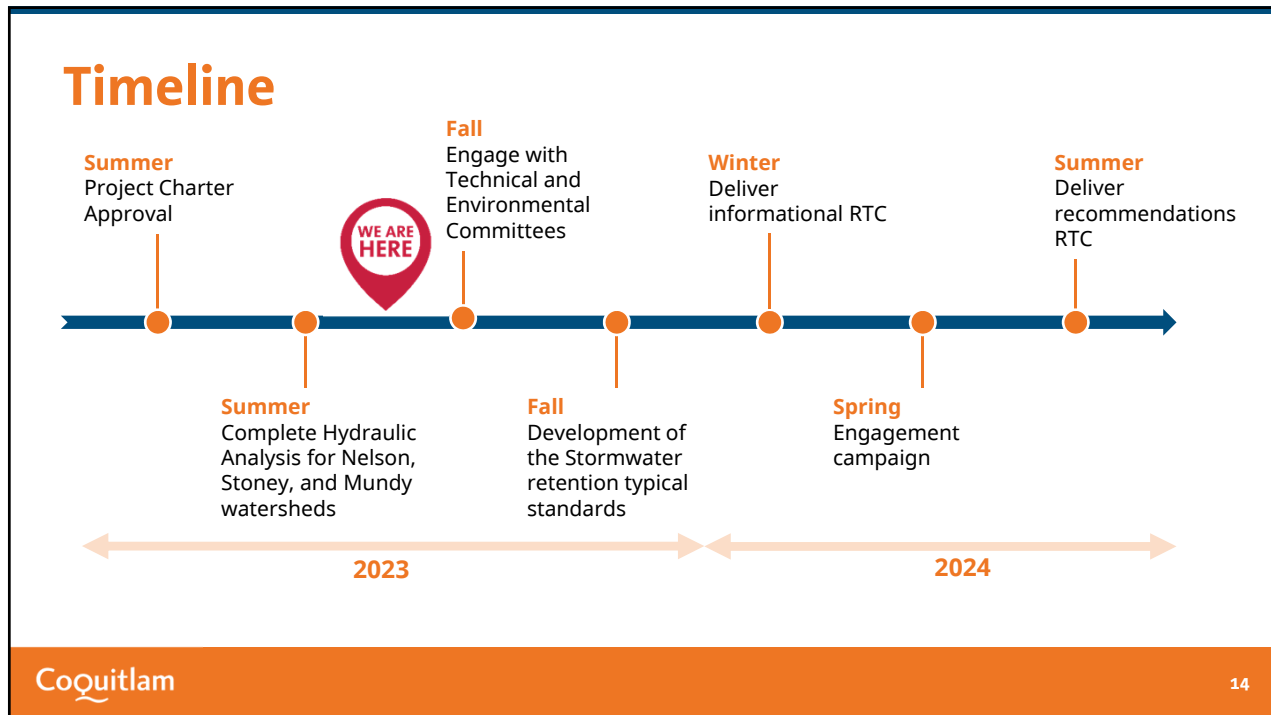 Timeline
Summer
Project Charter
Approval
WE ARE
HERE
Fall
Engage with
Technical and
Environmental
Committees
Winter
Deliver
informational RTC
Summer
Deliver
recommendations
RTC
Summer
Complete Hydraulic
Analysis for Nelson,
Stoney, and Mundy
watersheds
Fall
Development of
the Stormwater
retention typical
standards
Spring
Engagement
campaign
2023
2024
Coquitlam
14